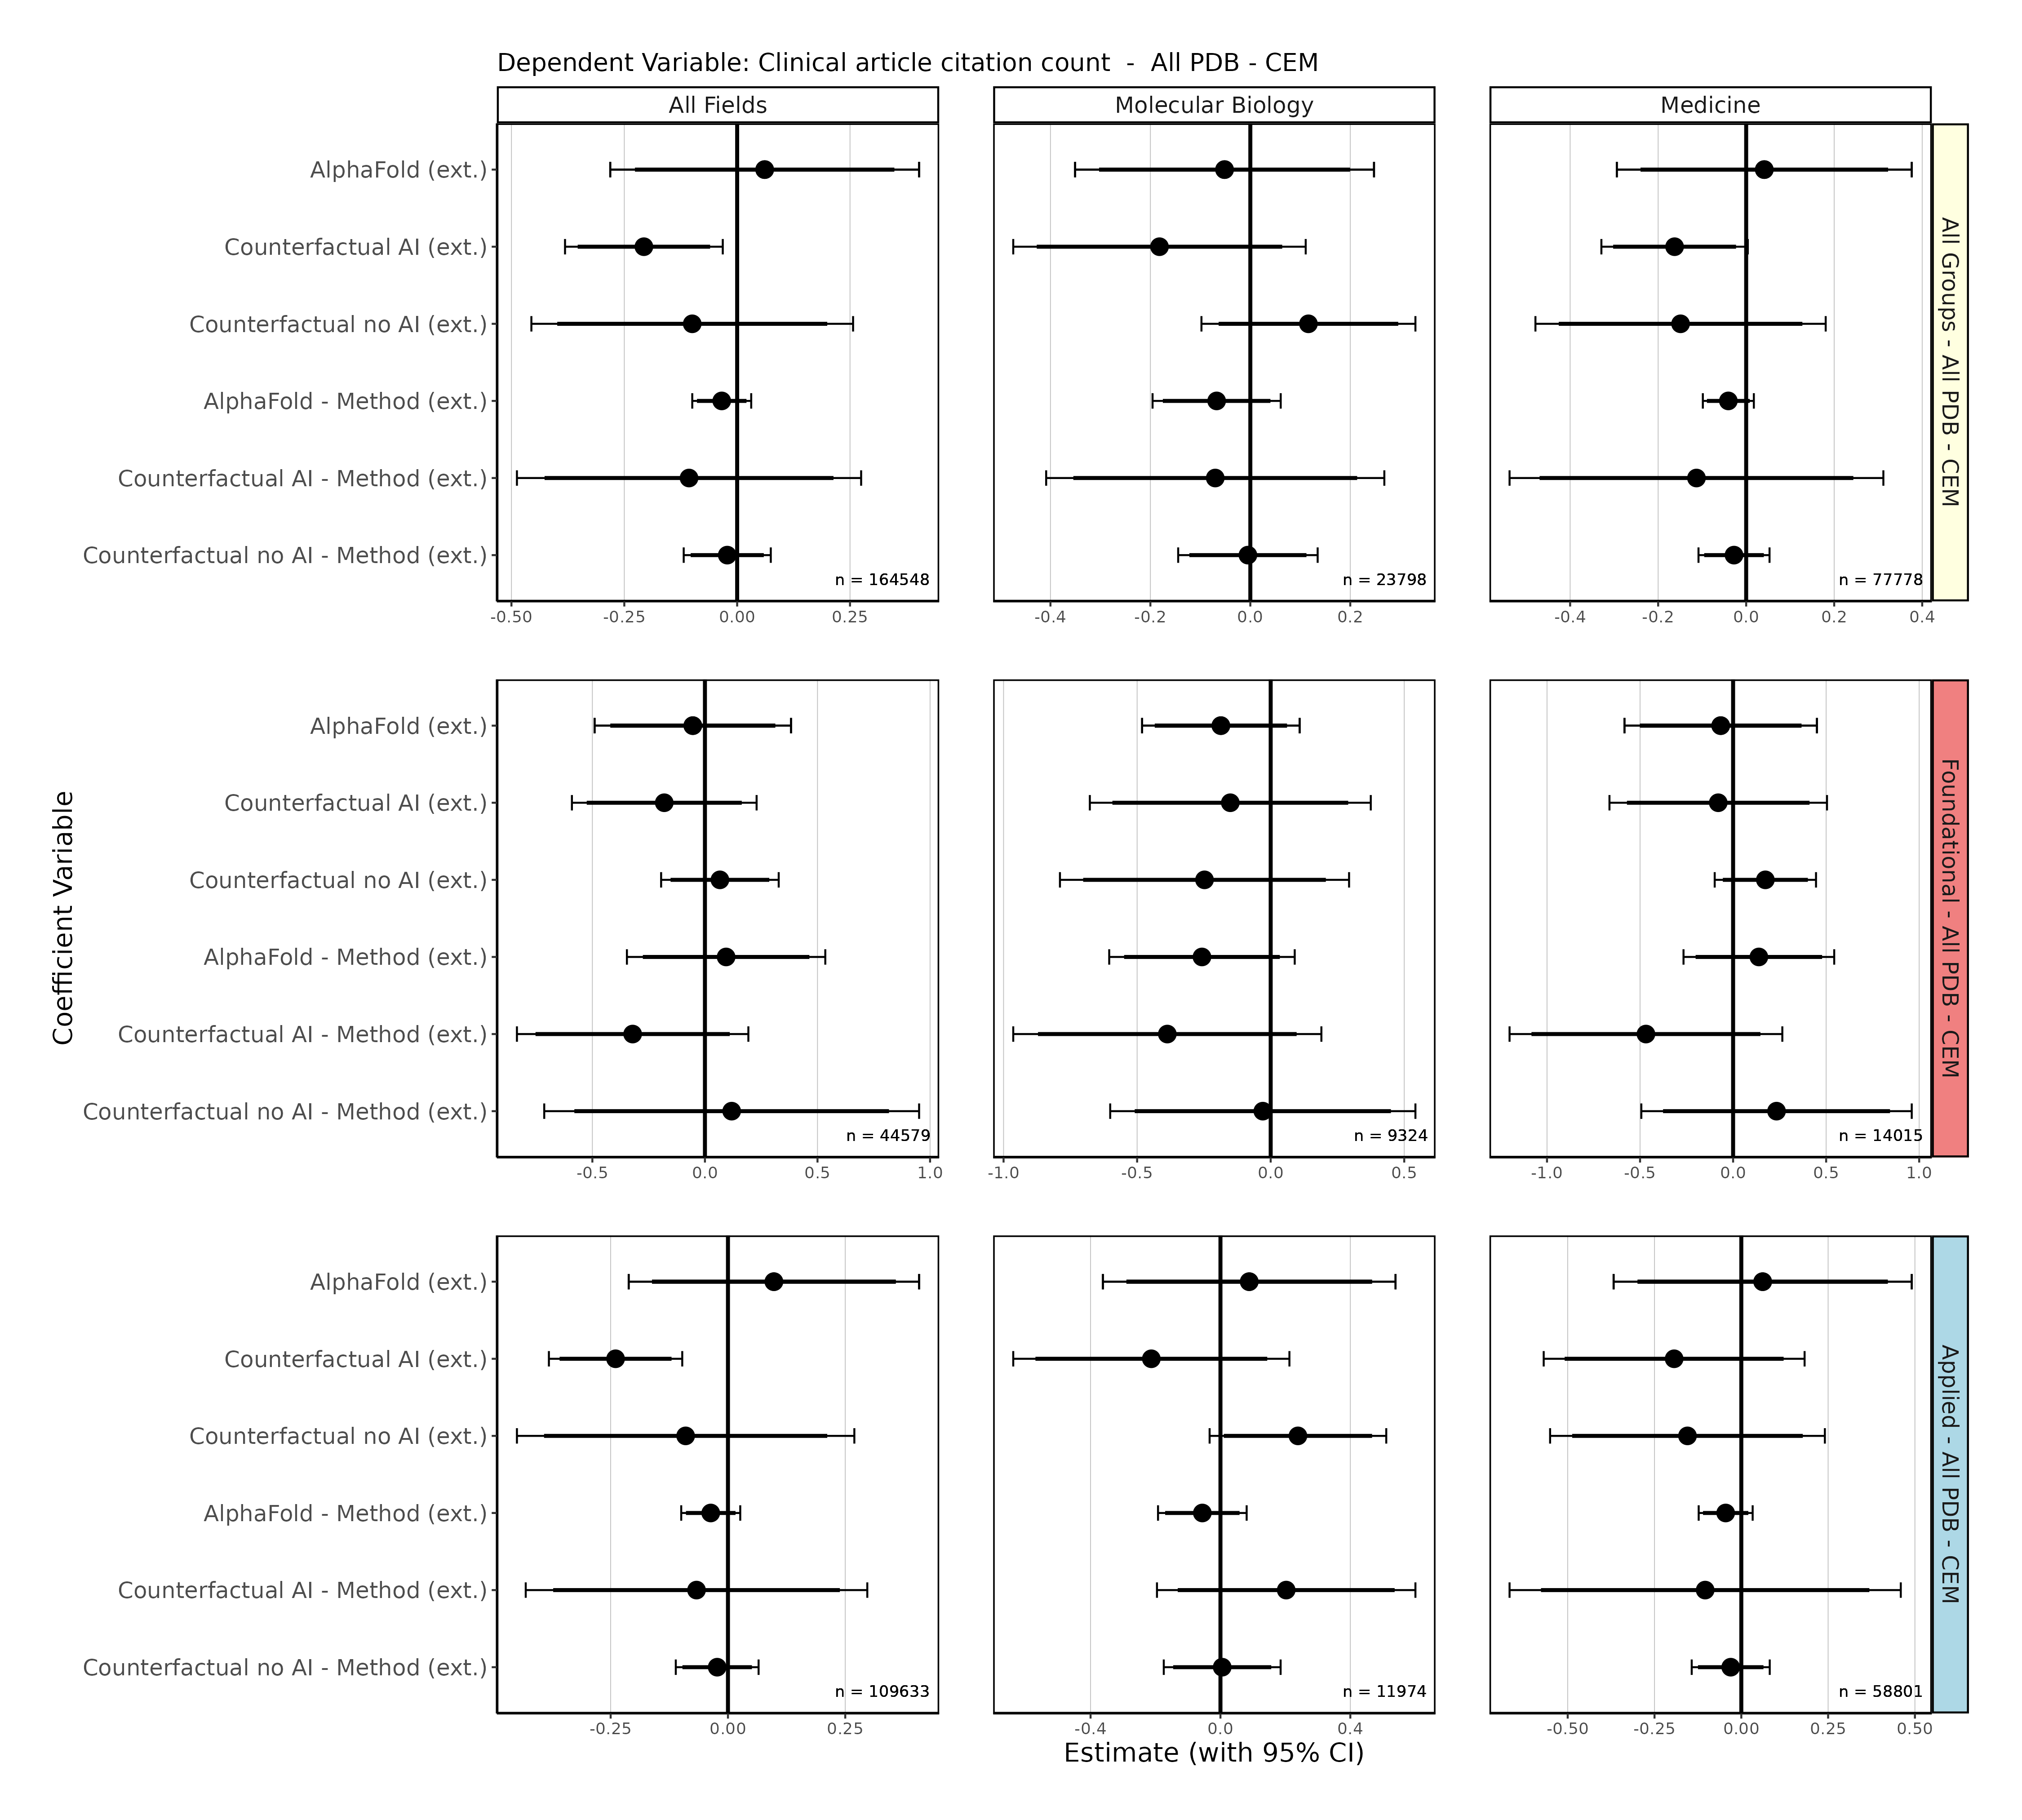 Dependent Variable: Clinical article citation count  -  All PDB - CEM
All Fields
Molecular Biology
Medicine
AlphaFold (ext.)
Counterfactual AI (ext.)
Counterfactual no AI (ext.)
AlphaFold - Method (ext.)
Counterfactual AI - Method (ext.)
Counterfactual no AI - Method (ext.)
n = 164548
n = 23798
n = 77778
-0.50 -0.25 0.00 0.25
-0.4 -0.2 0.0 0.2
-0.4 -0.2 0.0 0.2 0.4
All Groups - All PDB - CEM
Coefficient Variable
AlphaFold (ext.)
Counterfactual AI (ext.)
Counterfactual no AI (ext.)
AlphaFold - Method (ext.)
Counterfactual AI - Method (ext.)
Counterfactual no AI - Method (ext.)
n = 44579
n = 9324
n = 14015
-0.5 0.0 0.5 1.0
-1.0 -0.5 0.0 0.5
-1.0 -0.5 0.0 0.5 1.0
Foundational - All PDB - CEM
AlphaFold (ext.)
Counterfactual AI (ext.)
Counterfactual no AI (ext.)
AlphaFold - Method (ext.)
Counterfactual AI - Method (ext.)
Counterfactual no AI - Method (ext.)
n = 109633
n = 11974
n = 58801
-0.25 0.00 0.25
-0.4 0.0 0.4
-0.50 -0.25 0.00 0.25 0.50
Applied - All PDB - CEM
Estimate (with 95% CI)